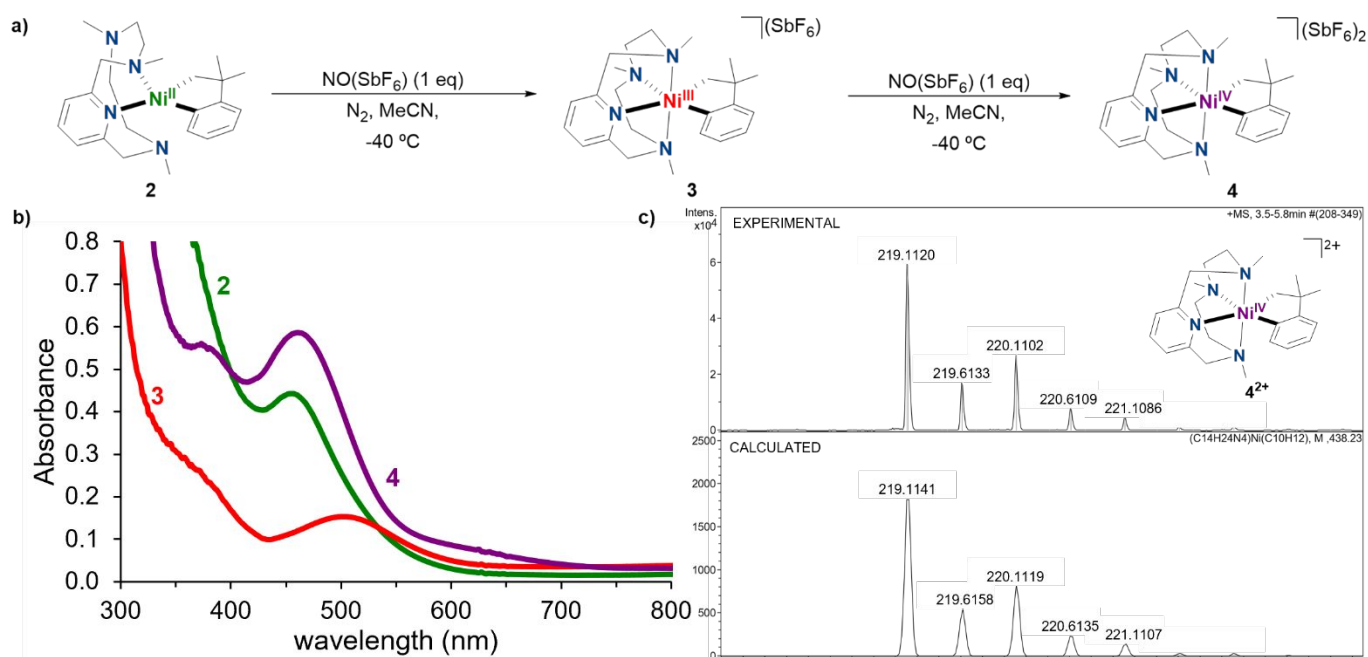 a)
N
N
N
N
Ni^II
2
NO(SbF6) (1 eq)
N2, MeCN,
-40 ºC
](SbF6)
N
N
N
N
Ni^III
3
NO(SbF6) (1 eq)
N2, MeCN,
-40 ºC
](SbF6)2
N
N
N
N
Ni^IV
4
b)
Absorbance
0.8
0.7
0.6
0.5
0.4
0.3
0.2
0.1
0.0
2
3
4
300 400 500 600 700 800
wavelength (nm)
c)
Intens.
x10^4
EXPERIMENTAL
+MS, 3.5-5.8min #(208-349)
6
4
2
0
219.1120
219.6133
220.1102
220.6109
221.1086
]2+
N
N
N
N
Ni^IV
4^2+
CALCULATED
(C14H24N4)Ni(C10H12), M ,438.23
2500
2000
1500
1000
500
0
219.1141
219.6158
220.1119
220.6135
221.1107